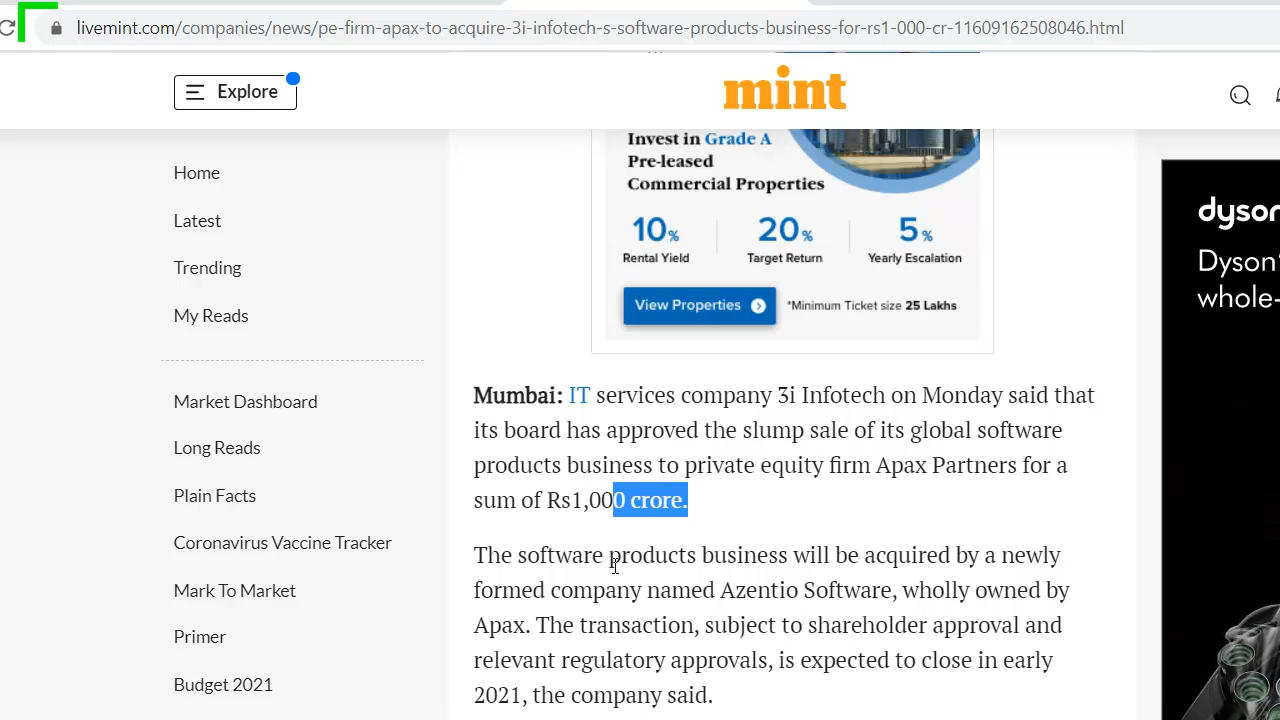 livemint.com/companies/news/pe-firm-apax-to-acquire-3i-infotech-s-software-products-business-for-rs1-000-cr-11609162508046.html
Explore
mint
Home
Latest
Trending
My Reads
Market Dashboard
Long Reads
Plain Facts
Coronavirus Vaccine Tracker
Mark To Market
Primer
Budget 2021
Invest in Grade A
Pre-leased
Commercial Properties
10% 20% 5%
Rental Yield Target Return Yearly Escalation
View Properties *Minimum Ticket size 25 Lakhs
Mumbai: IT services company 3i Infotech on Monday said that
its board has approved the slump sale of its global software
products business to private equity firm Apax Partners for a
sum of Rs1,000 crore.
The software products business will be acquired by a newly
formed company named Azentio Software, wholly owned by
Apax. The transaction, subject to shareholder approval and
relevant regulatory approvals, is expected to close in early
2021, the company said.
dyson
Dyson'
whole-